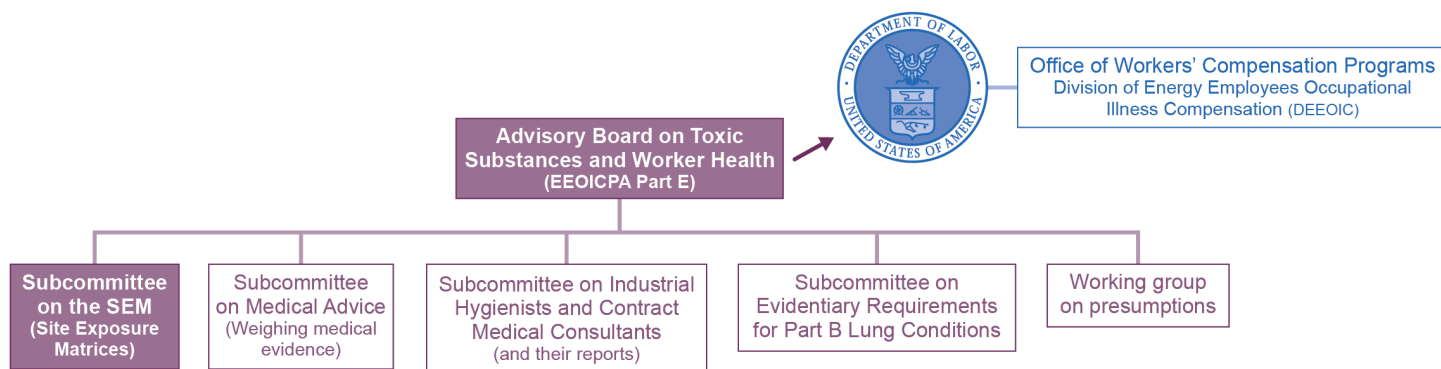 DEPARTMENT OF LABOR
UNITED STATES OF AMERICA
Office of Workers’ Compensation Programs
Division of Energy Employees Occupational
Illness Compensation (DEEOIC)
Advisory Board on Toxic
Substances and Worker Health
(EEOICPA Part E)
Subcommittee
on the SEM
(Site Exposure
Matrices)
Subcommittee
on Medical Advice
(Weighing medical
evidence)
Subcommittee on Industrial
Hygienists and Contract
Medical Consultants
(and their reports)
Subcommittee on
Evidentiary Requirements
for Part B Lung Conditions
Working group
on presumptions